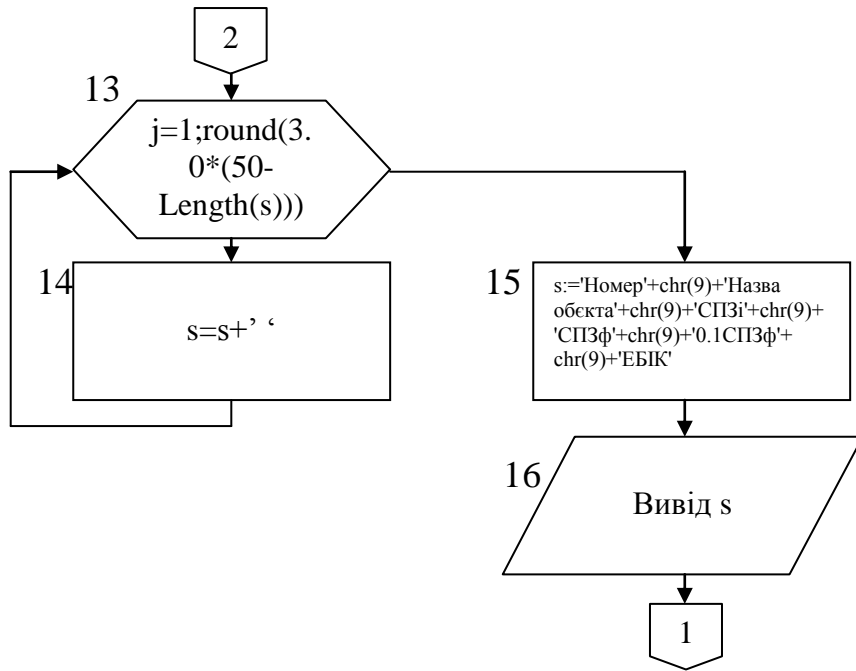 2
13
j=1;round(3.
0*(50-
Length(s)))
14
s=s+’ ‘
15
s:='Номер'+chr(9)+'Назва
обєкта'+chr(9)+'СПЗі'+chr(9)+
'СПЗф'+chr(9)+'0.1СПЗф'+
chr(9)+'ЕБІК'
16
Вивід s
1